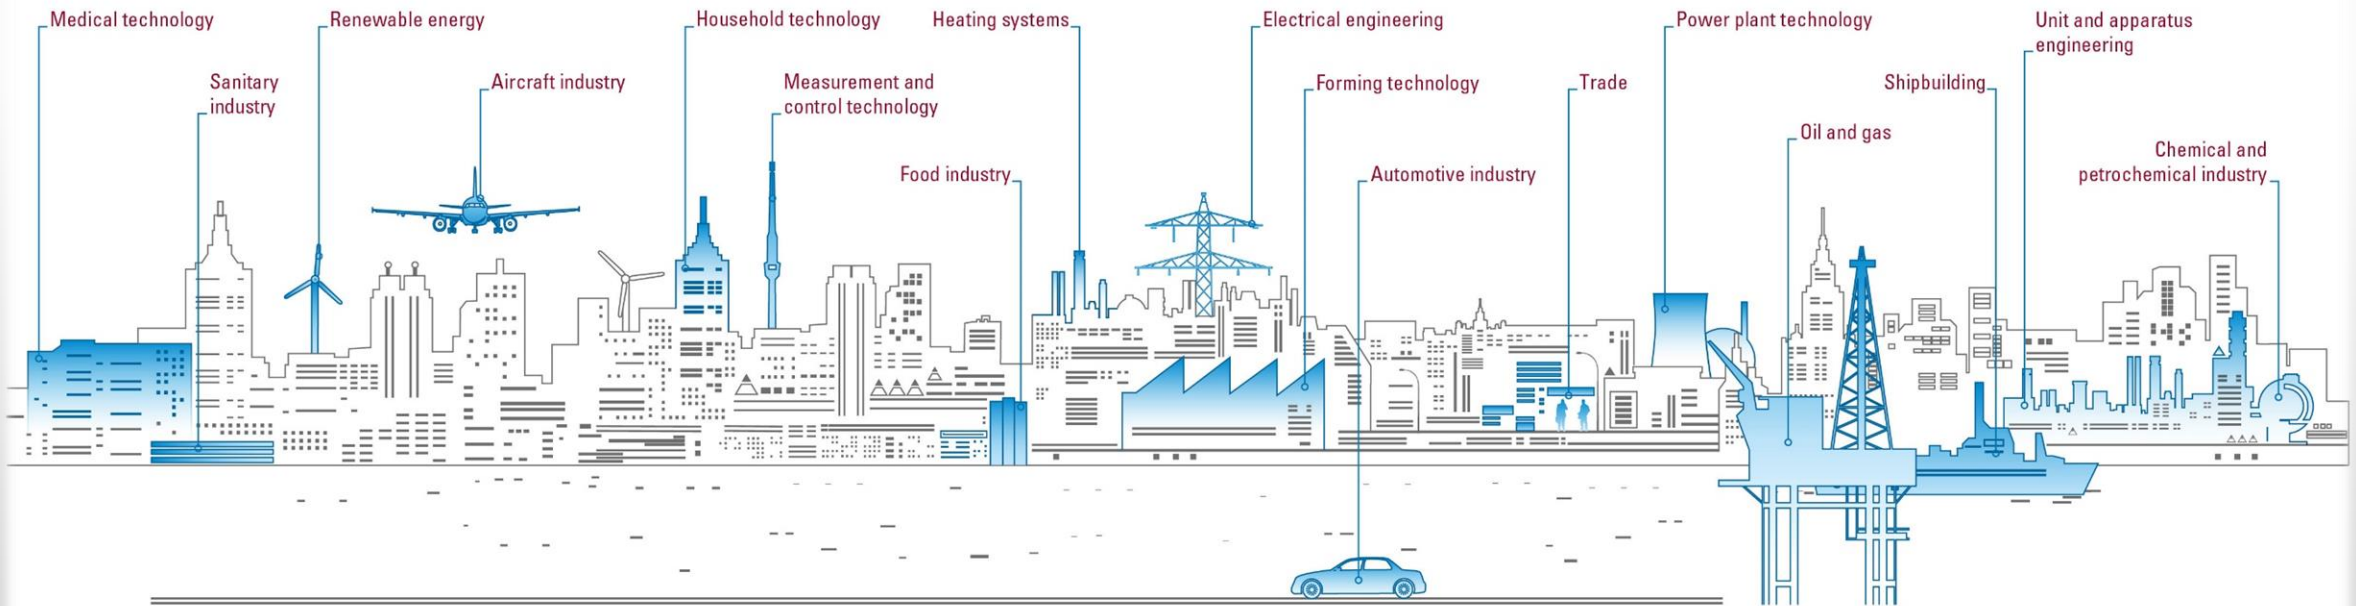 Medical technology
Renewable energy
Household technology
Heating systems
Electrical engineering
Power plant technology
Unit and apparatus
engineering
Sanitary
industry
Aircraft industry
Measurement and
control technology
Forming technology
Trade
Shipbuilding
Oil and gas
Chemical and
petrochemical industry
Food industry
Automotive industry